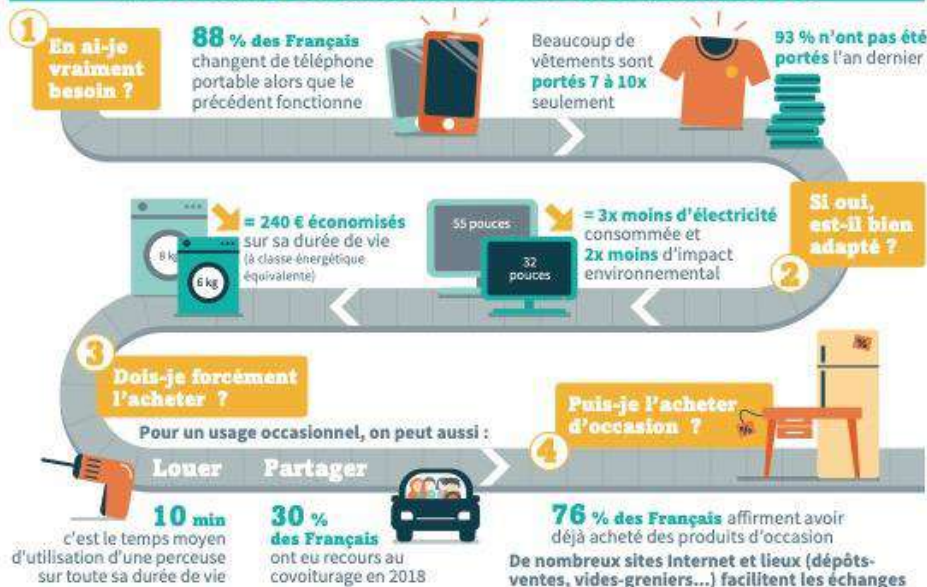 1
En ai-je
vraiment
besoin ?
88 % des Français
changent de téléphone
portable alors que le
précédent fonctionne
Beaucoup de
vêtements sont
portés 7 à 10x
seulement
93 % n'ont pas été
portés l'an dernier
Si oui,
est-il bien
adapté ?
2
55 pouces
32
pouces
= 3x moins d'électricité
consommée et
2x moins d'impact
environnemental
8 kg
6 kg
= 240 € économisés
sur sa durée de vie
(à classe énergétique
équivalente)
3
Dois-je forcément
l'acheter ?
Pour un usage occasionnel, on peut aussi :
Louer
Partager
10 min
c'est le temps moyen
d'utilisation d'une perceuse
sur toute sa durée de vie
30 %
des Français
ont eu recours au
covoiturage en 2018
4
Puis-je l'acheter
d'occasion ?
76 % des Français affirment avoir
déjà acheté des produits d'occasion
De nombreux sites Internet et lieux (dépôts-
ventes, vides-greniers...) facilitent les échanges